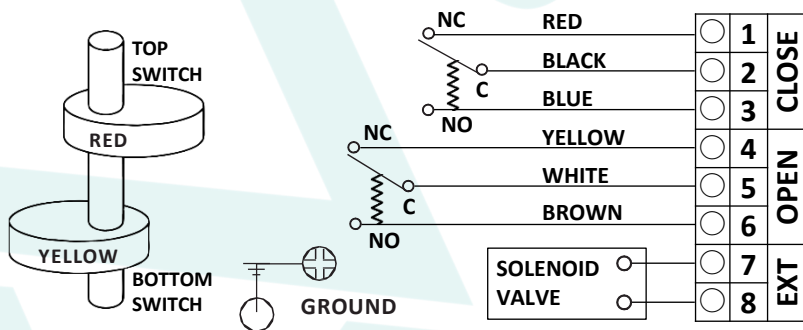 TOP
SWITCH
RED
YELLOW
BOTTOM
SWITCH
GROUND
NC
RED
BLACK
C
BLUE
NO
NC
YELLOW
WHITE
C
BROWN
NO
SOLENOID
VALVE
1
2
3
CLOSE
4
5
6
OPEN
7
8
EXT